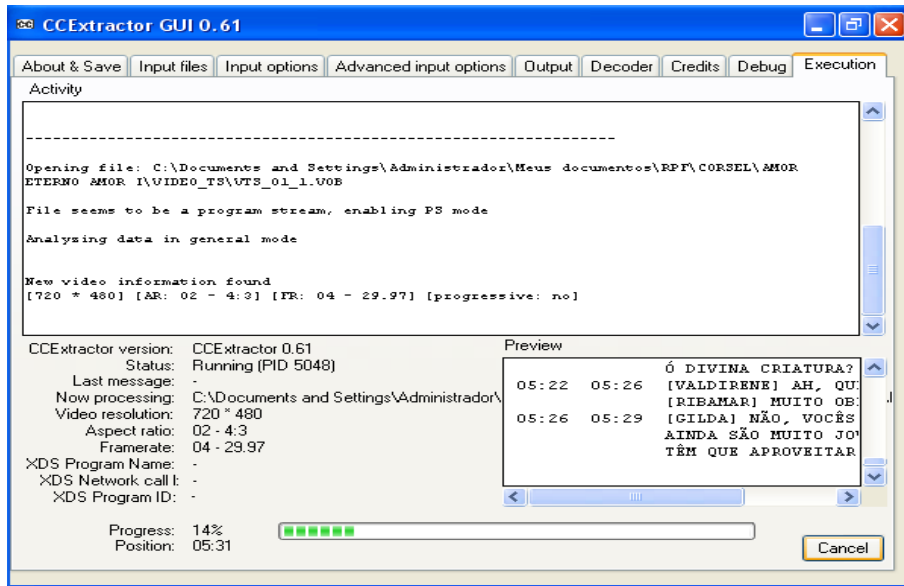 CCExtractor GUI 0.61
About & Save Input files Input options Advanced input options Output Decoder Credits Debug Execution
Activity
--------------------------------------------------------------
Opening file: C:\Documents and Settings\Administrador\Meus documentos\RPF\CORSEL\AMOR
ETERNO AMOR I\VIDEO_TS\VTS_01_1.VOB
File seems to be a program stream, enabling PS mode
Analyzing data in general mode
New video information found
[720 * 480] [AR: 02 - 4:3] [FR: 04 - 29.97] [progressive: no]
CCExtractor version: CCExtractor 0.61
Status: Running (PID 5048)
Last message: -
Now processing: C:\Documents and Settings\Administrador\
Video resolution: 720 * 480
Aspect ratio: 02 - 4:3
Framerate: 04 - 29.97
XDS Program Name: -
XDS Network call l: -
XDS Program ID: -
Preview
Ó DIVINA CRIATURA?
05:22 05:26 [VALDIRENE] AH, QU
[RIBAMAR] MUITO OB
05:26 05:29 [GILDA] NÃO, VOCÊS
AINDA SÃO MUITO JO
TÊM QUE APROVEITAR
Progress: 14%
Position: 05:31
Cancel